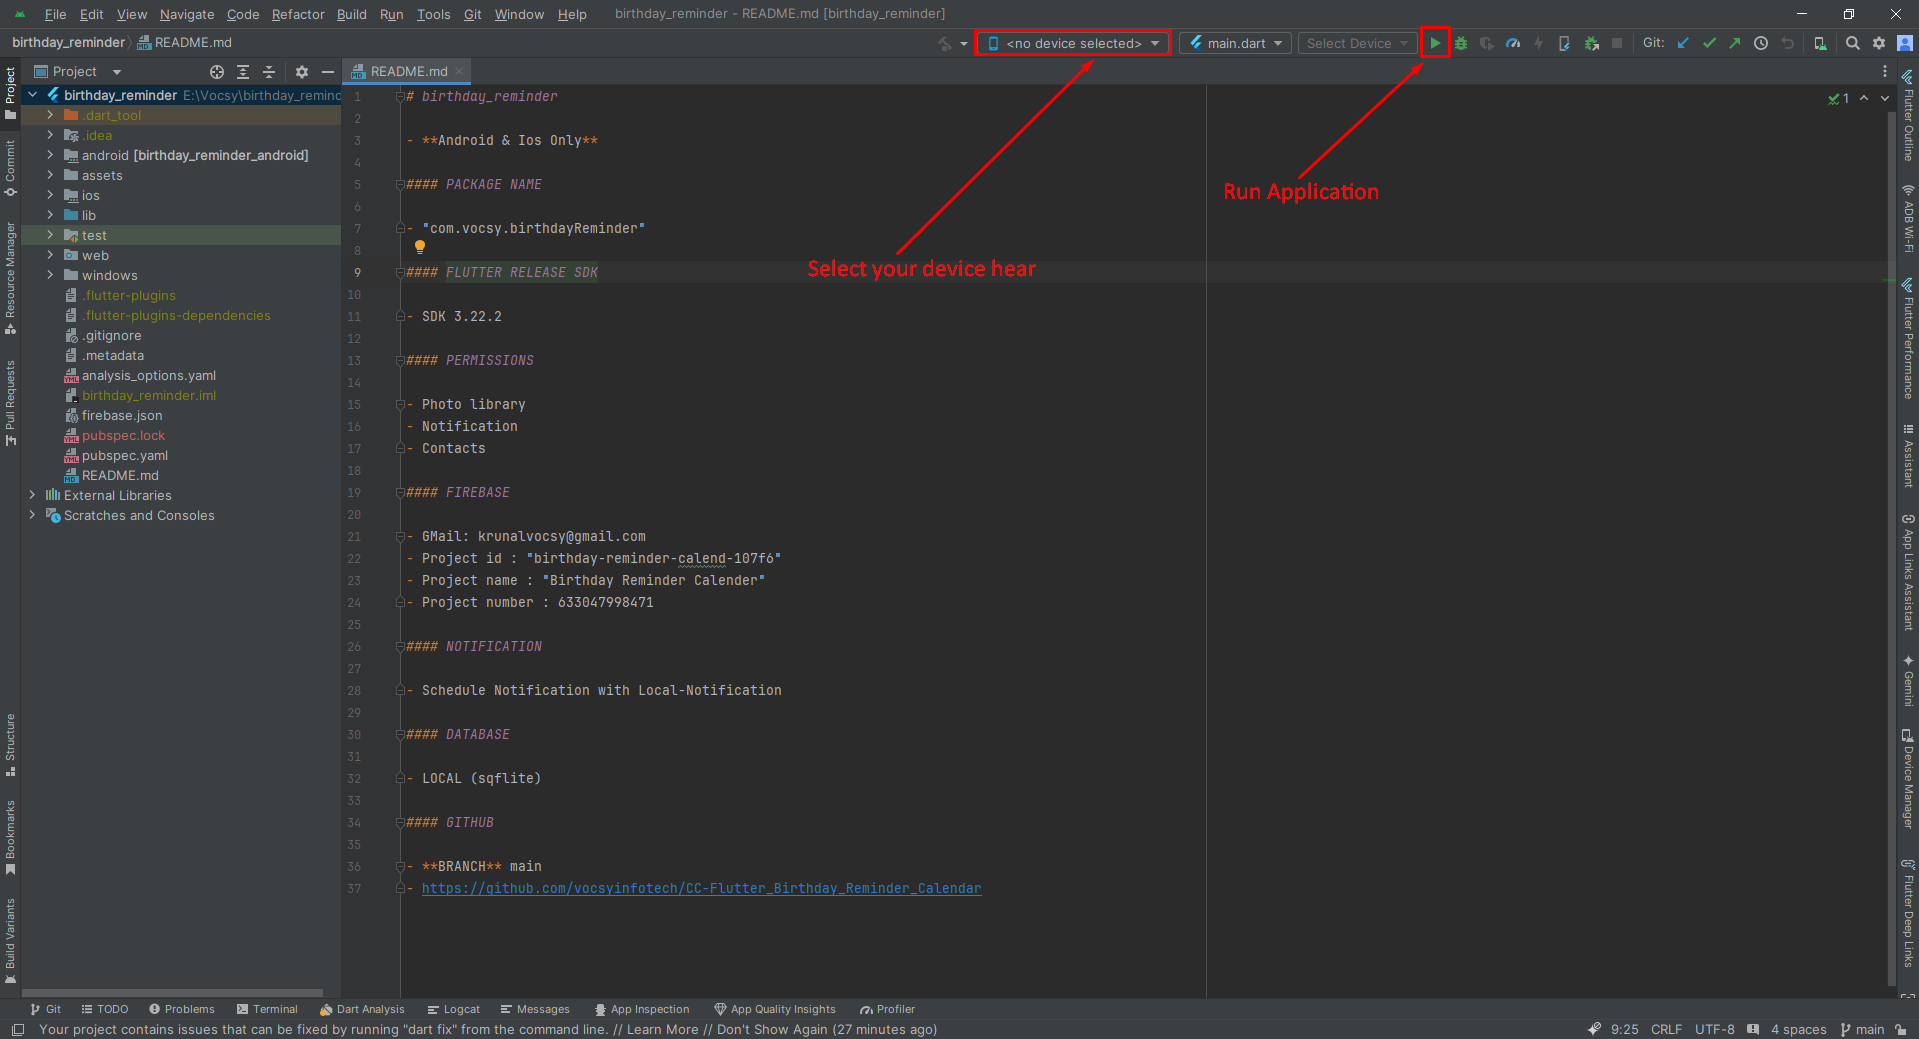 File Edit View Navigate Code Refactor Build Run Tools Git Window Help birthday_reminder - README.md [birthday_reminder]
birthday_reminder README.md <no device selected> main.dart Select Device Git:
Project README.md
birthday_reminder E:\Vocsy\birthday_remind
.dart_tool
.idea
android [birthday_reminder_android]
assets
ios
lib
test
web
windows
.flutter-plugins
.flutter-plugins-dependencies
.gitignore
.metadata
analysis_options.yaml
birthday_reminder.iml
firebase.json
pubspec.lock
pubspec.yaml
README.md
External Libraries
Scratches and Consoles
1 # birthday_reminder
2
3 - **Android & Ios Only**
4
5 #### PACKAGE NAME
6
7 - "com.vocsy.birthdayReminder"
8
9 #### FLUTTER RELEASE SDK
10
11 - SDK 3.22.2
12
13 #### PERMISSIONS
14
15 - Photo library
16 - Notification
17 - Contacts
18
19 #### FIREBASE
20
21 - GMail: krunalvocsy@gmail.com
22 - Project id : "birthday-reminder-calend-107f6"
23 - Project name : "Birthday Reminder Calender"
24 - Project number : 633047998471
25
26 #### NOTIFICATION
27
28 - Schedule Notification with Local-Notification
29
30 #### DATABASE
31
32 - LOCAL (sqflite)
33
34 #### GITHUB
35
36 - **BRANCH** main
37 - https://github.com/vocsyinfotech/CC-Flutter_Birthday_Reminder_Calendar
1
Run Application
Select your device hear
Project
Commit
Resource Manager
Pull Requests
Structure
Bookmarks
Build Variants
Flutter Outline
ADB Wi-Fi
Flutter Performance
Assistant
App Links Assistant
Gemini
Device Manager
Flutter Deep Links
Git TODO Problems Terminal Dart Analysis Logcat Messages App Inspection App Quality Insights Profiler
Your project contains issues that can be fixed by running "dart fix" from the command line. // Learn More // Don't Show Again (27 minutes ago) 9:25 CRLF UTF-8 4 spaces main